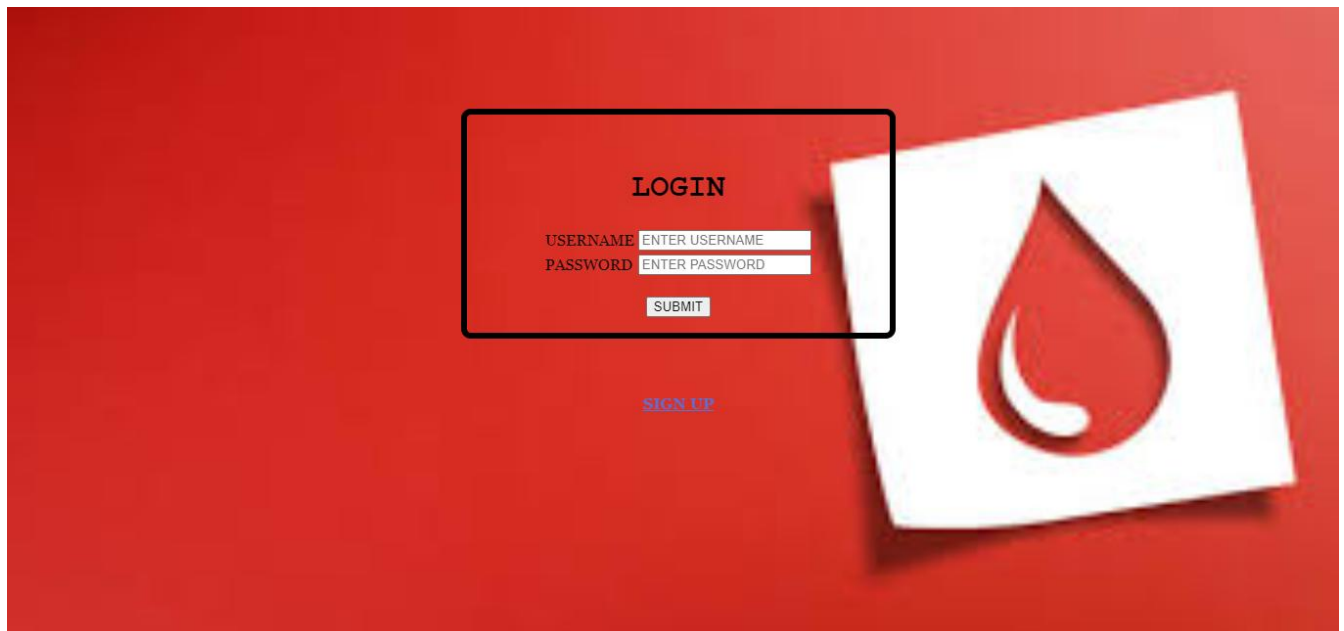 LOGIN
USERNAME ENTER USERNAME
PASSWORD ENTER PASSWORD
SUBMIT
SIGN UP